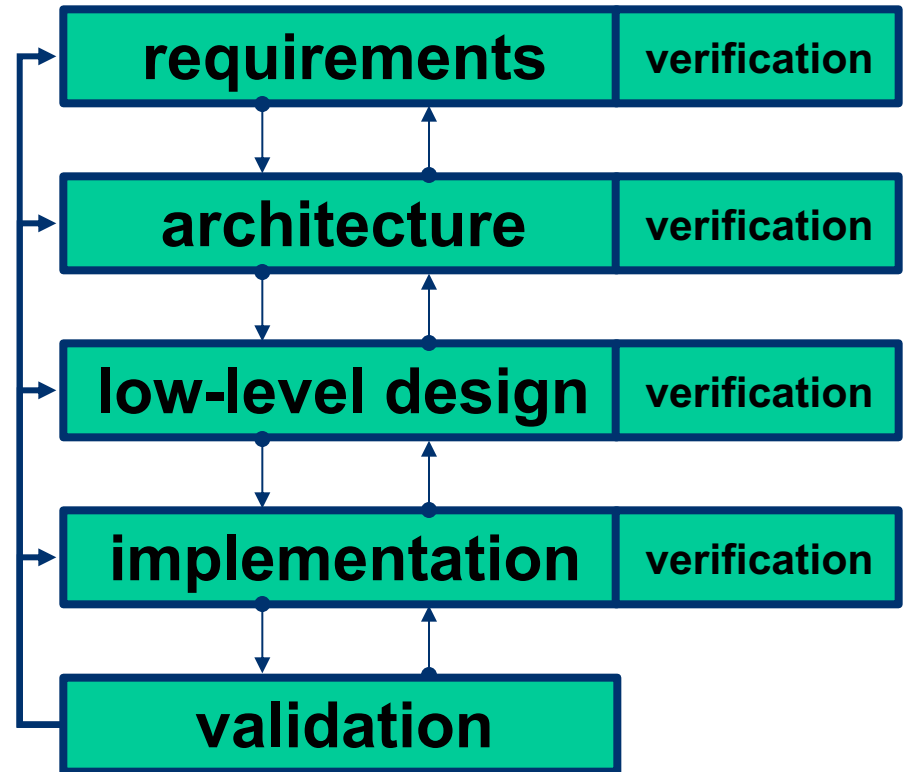 requirements verification
architecture verification
low-level design verification
implementation verification
validation